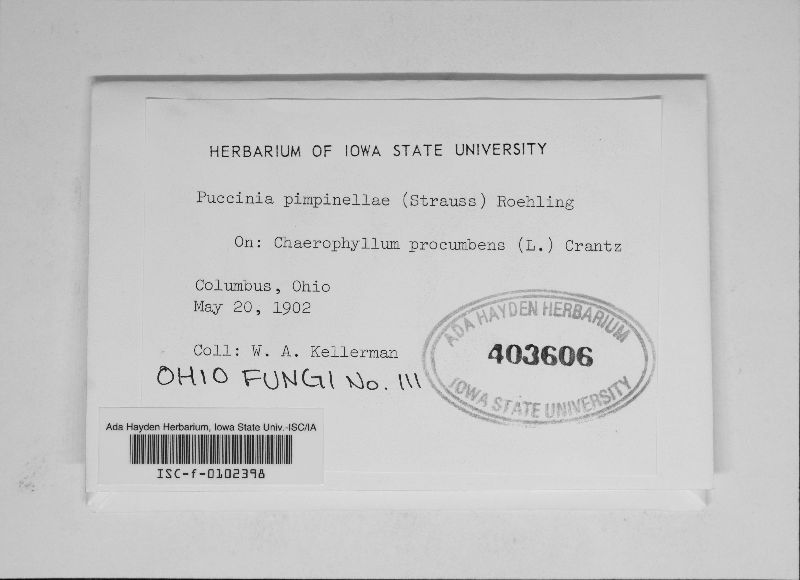 HERBARIUM OF IOWA STATE UNIVERSITY
Puccinia pimpinellae (Strauss) Roehling
On: Chaerophyllum procumbens (L.) Crantz
Columbus, Ohio
May 20, 1902
Coll: W. A. Kellerman
OHIO FUNGI No. 111
ADA HAYDEN HERBARIUM
403606
IOWA STATE UNIVERSITY
Ada Hayden Herbarium, Iowa State Univ.-ISC/IA
ISC-f-0102398